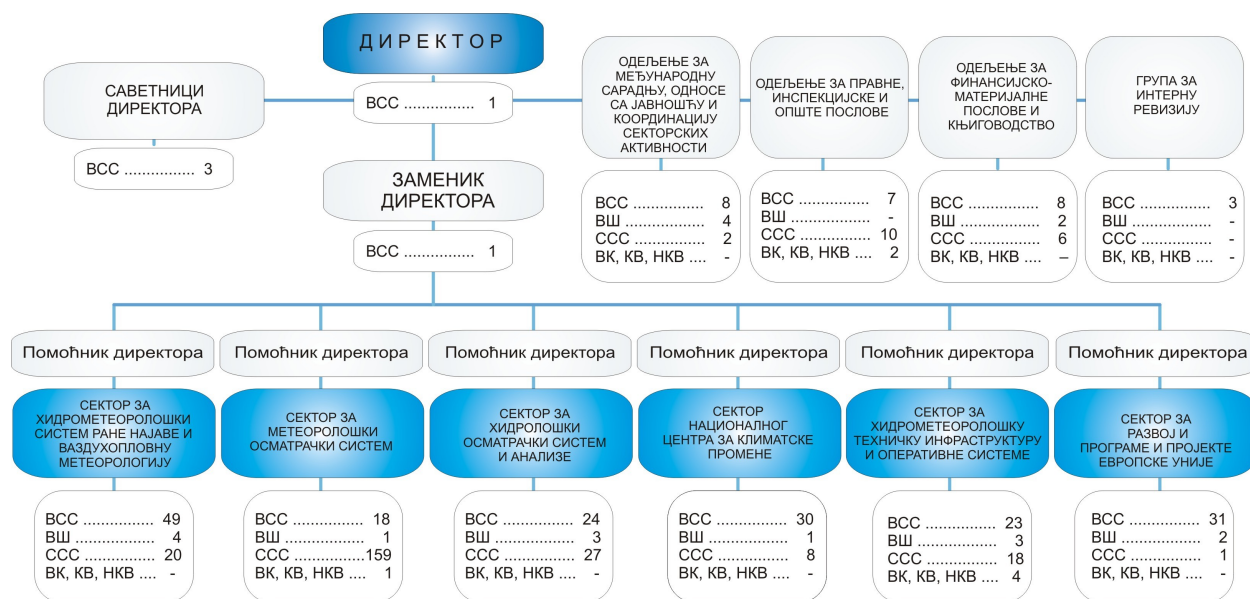 ДИРЕКТОР
ВСС ................ 1
САВЕТНИЦИ
ДИРЕКТОРА
ВСС ................ 3
ЗАМЕНИК
ДИРЕКТОРА
ВСС ................ 1
ОДЕЉЕЊЕ ЗА
МЕЂУНАРОДНУ
САРАДЊУ, ОДНОСЕ
СА ЈАВНОШЋУ И
КООРДИНАЦИЈУ
СЕКТОРСКИХ
АКТИВНОСТИ
ВСС ................ 8
ВШ .................. 4
ССС ................ 2
ВК, КВ, НКВ .... -
ОДЕЉЕЊЕ ЗА ПРАВНЕ,
ИНСПЕКЦИЈСКЕ И
ОПШТЕ ПОСЛОВЕ
ВСС ................ 7
ВШ .................. -
ССС ................ 10
ВК, КВ, НКВ .... 2
ОДЕЉЕЊЕ ЗА
ФИНАНСИЈСКО-
МАТЕРИЈАЛНЕ
ПОСЛОВЕ И
КЊИГОВОДСТВО
ВСС ................ 8
ВШ .................. 2
ССС ................ 6
ВК, КВ, НКВ .... –
ГРУПА ЗА
ИНТЕРНУ
РЕВИЗИЈУ
ВСС ................ 3
ВШ .................. -
ССС ................ -
ВК, КВ, НКВ .... -
Помоћник директора
СЕКТОР ЗА
ХИДРОМЕТЕОРОЛОШКИ
СИСТЕМ РАНЕ НАЈАВЕ И
ВАЗДУХОПЛОВНУ
МЕТЕОРОЛОГИЈУ
ВСС ................ 49
ВШ .................. 4
ССС ................ 20
ВК, КВ, НКВ .... -
Помоћник директора
СЕКТОР ЗА
МЕТЕОРОЛОШКИ
ОСМАТРАЧКИ СИСТЕМ
ВСС ................ 18
ВШ .................. 1
ССС ................159
ВК, КВ, НКВ .... 1
Помоћник директора
СЕКТОР ЗА
ХИДРОЛОШКИ
ОСМАТРАЧКИ СИСТЕМ
И АНАЛИЗЕ
ВСС ................ 24
ВШ .................. 3
ССС ................ 27
ВК, КВ, НКВ .... -
Помоћник директора
СЕКТОР
НАЦИОНАЛНОГ
ЦЕНТРА ЗА КЛИМАТСКЕ
ПРОМЕНЕ
ВСС ................ 30
ВШ .................. 1
ССС ................ 8
ВК, КВ, НКВ .... -
Помоћник директора
СЕКТОР ЗА
ХИДРОМЕТЕОРОЛОШКУ
ТЕХНИЧКУ ИНФРАСТРУКТУРУ
И ОПЕРАТИВНЕ СИСТЕМЕ
ВСС ................ 23
ВШ .................. 3
ССС ................ 18
ВК, КВ, НКВ .... 4
Помоћник директора
СЕКТОР ЗА
РАЗВОЈ И
ПРОГРАМЕ И ПРОЈЕКТЕ
ЕВРОПСКЕ УНИЈЕ
ВСС ................ 31
ВШ .................. 2
ССС ................ 1
ВК, КВ, НКВ .... -